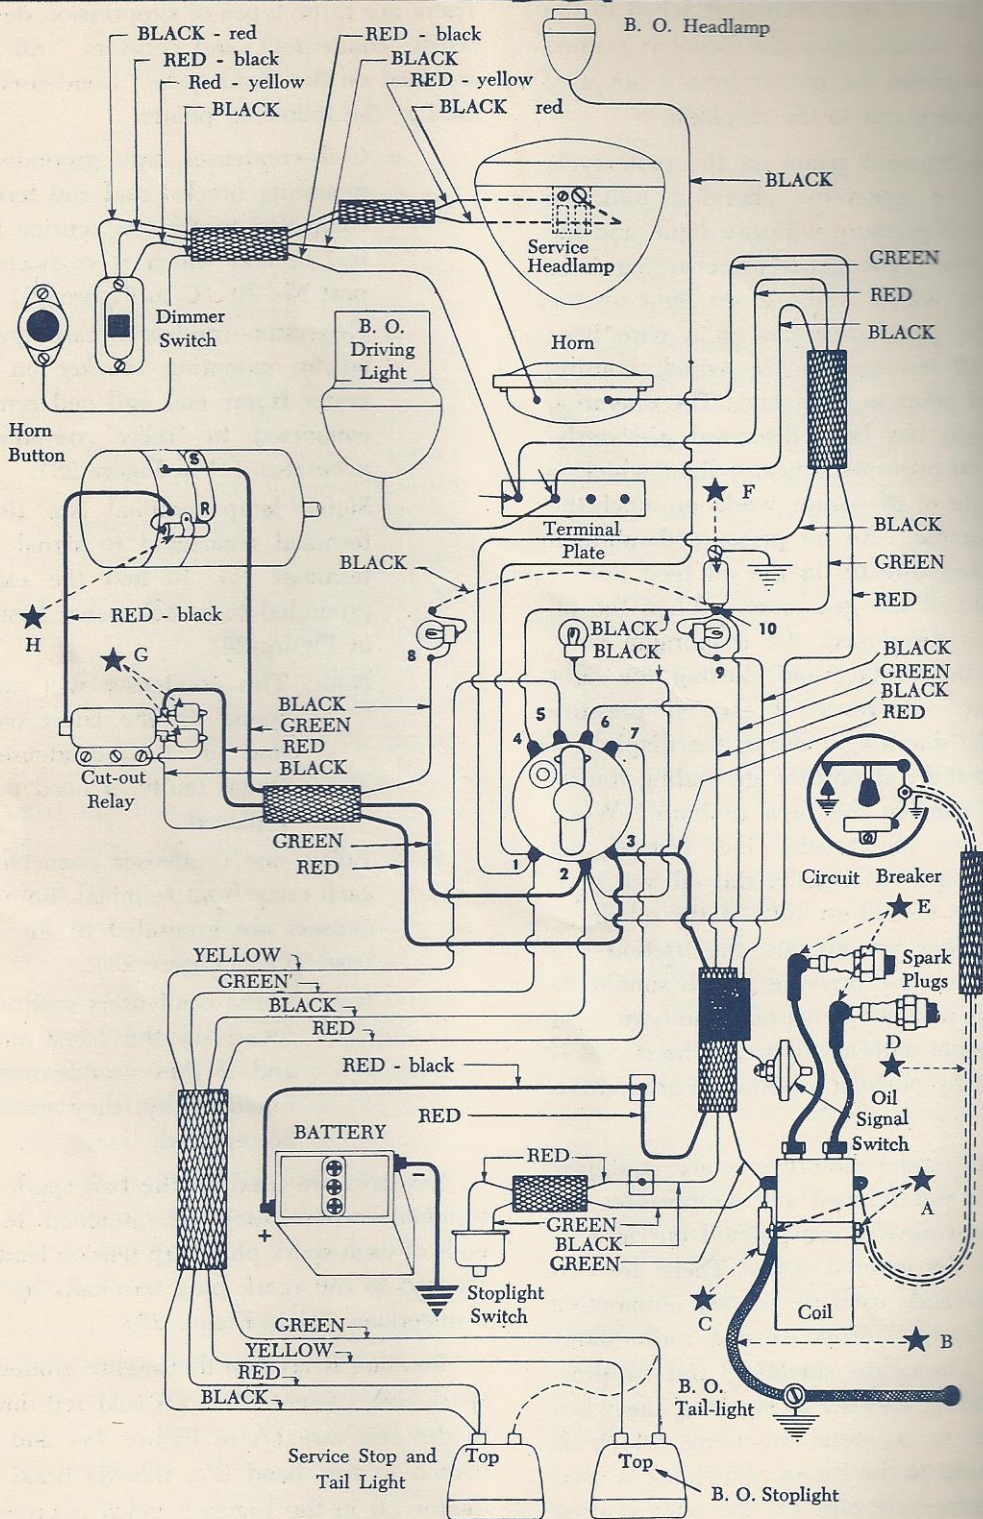 BLACK - red
RED - black
Red - yellow
BLACK
RED - black
BLACK
RED - yellow
BLACK red
B. O. Headlamp
BLACK
Service
Headlamp
Dimmer
Switch
B. O.
Driving
Light
Horn
GREEN
RED
BLACK
Horn
Button
S
R
Terminal
Plate
F
BLACK
GREEN
RED
BLACK
H
RED - black
G
8
BLACK
BLACK
10
9
BLACK
GREEN
BLACK
RED
BLACK
GREEN
RED
BLACK
Cut-out
Relay
4
5
6
7
1
2
3
GREEN
RED
Circuit Breaker
E
Spark
Plugs
D
Oil
Signal
Switch
YELLOW
GREEN
BLACK
RED
RED - black
RED
BATTERY
-
+
RED
GREEN
BLACK
GREEN
Stoplight
Switch
A
C
Coil
B
GREEN
YELLOW
RED
BLACK
B. O.
Tail-light
Service Stop and
Tail Light
Top
Top
B. O. Stoplight